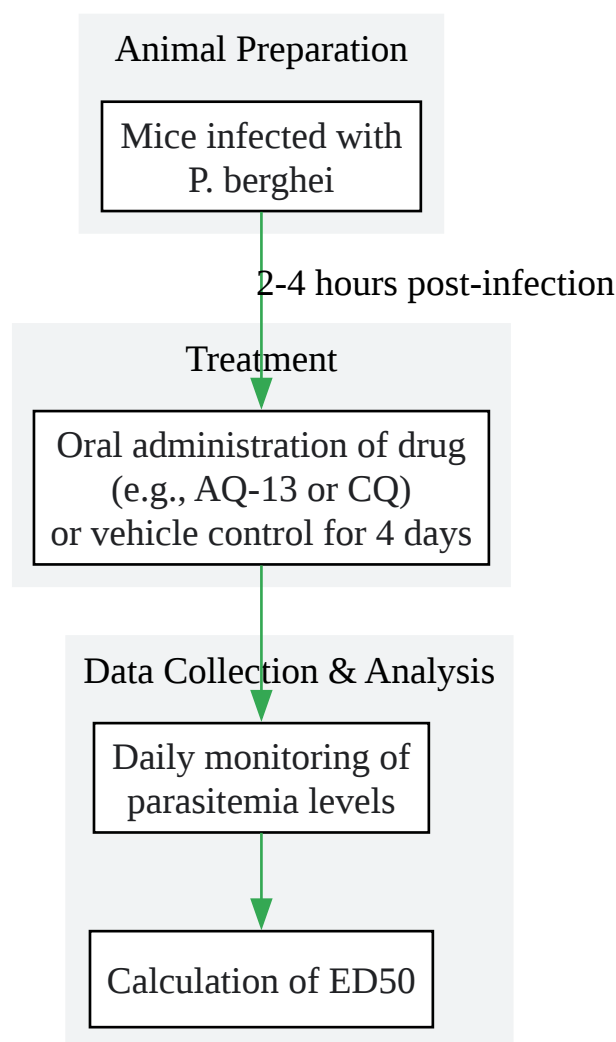 Animal Preparation
Mice infected with
P. berghei
2-4 hours post-infection
Treatment
Oral administration of drug
(e.g., AQ-13 or CQ)
or vehicle control for 4 days
Data Collection & Analysis
Daily monitoring of
parasitemia levels
Calculation of ED50